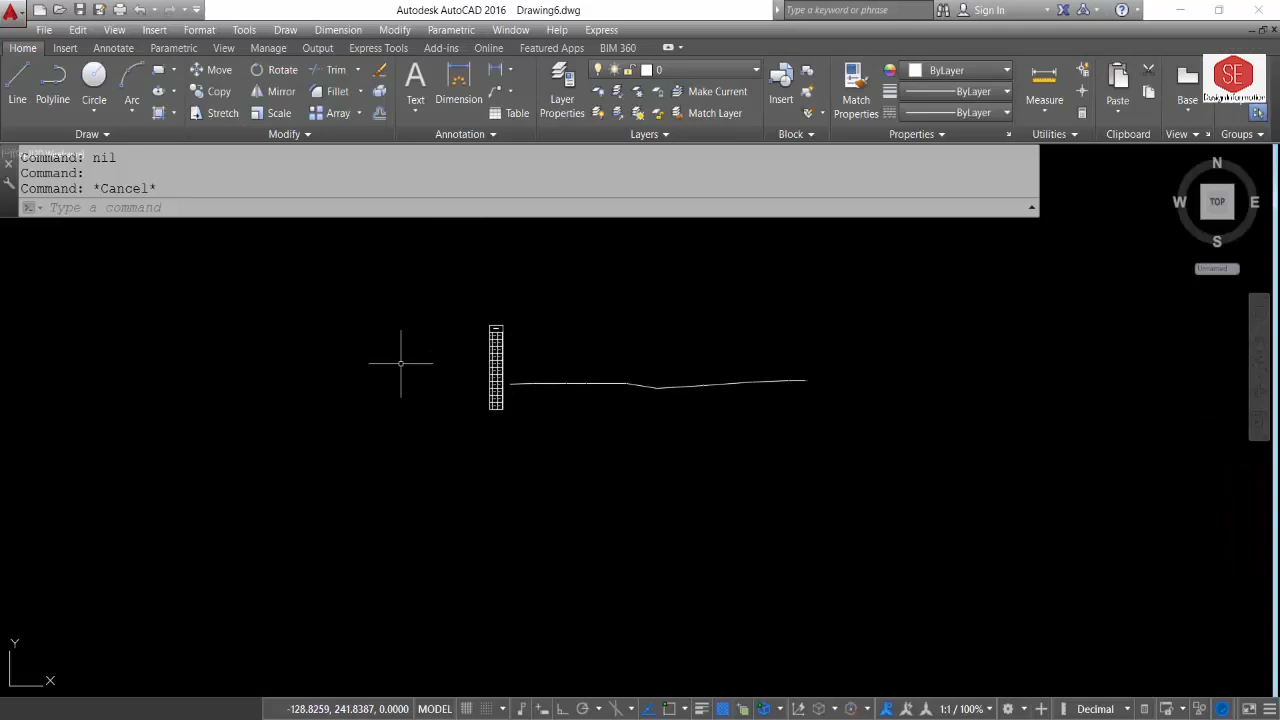 Autodesk AutoCAD 2016 Drawing6.dwg
Type a keyword or phrase
Sign In
File Edit View Insert Format Tools Draw Dimension Modify Parametric Window Help Express
Home Insert Annotate Parametric View Manage Output Express Tools Add-ins Online Featured Apps BIM 360
Line Polyline Circle Arc
Move Rotate Trim
Copy Mirror Fillet
Stretch Scale Array
Text Dimension Table
Layer Properties
0
Make Current
Match Layer
Insert
Match Properties
ByLayer
ByLayer
ByLayer
Measure
Paste
Base
SE
Draw Modify Annotation Layers Block Properties Utilities Clipboard View Groups
Command: nil
Command:
Command: *Cancel*
Type a command
N
W TOP E
S
Unnamed
Y
X
-128.8259, 241.8387, 0.0000 MODEL 1:1 / 100% Decimal